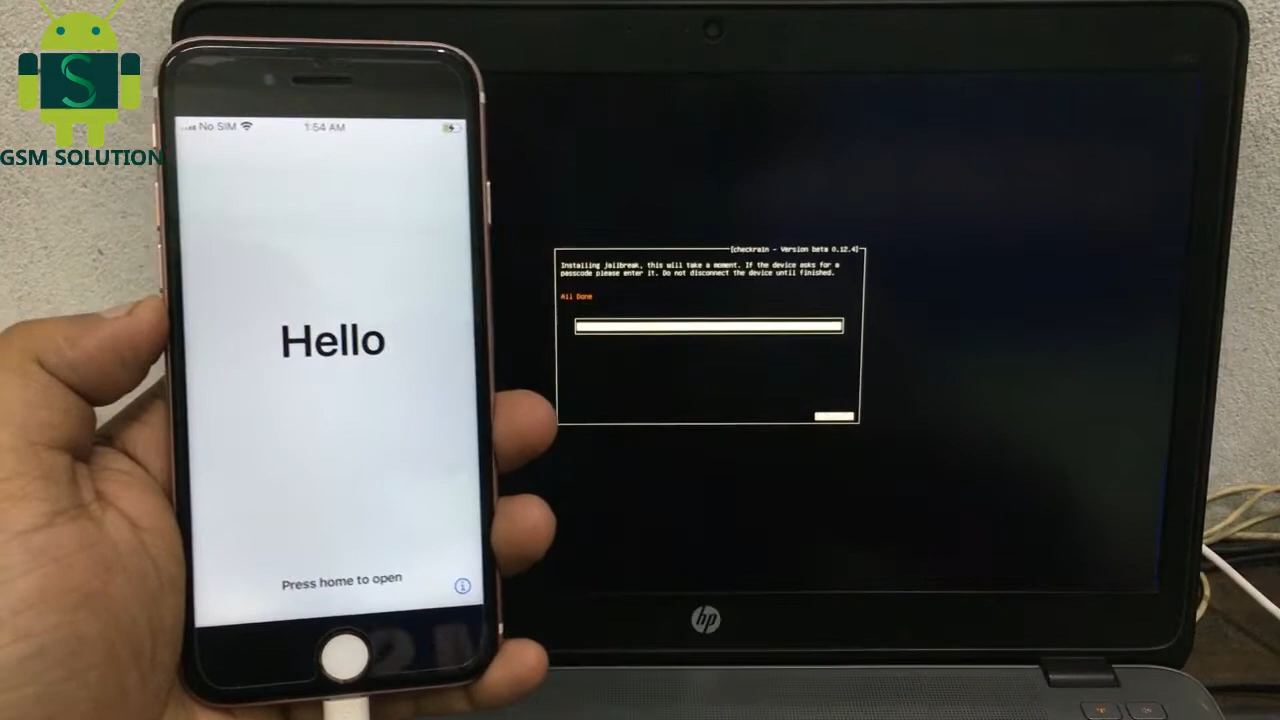 S
GSM SOLUTION
No SIM
1:54 AM
Hello
Press home to open
[checkra1n - Version beta 0.12.4]
Installing jailbreak, this will take a moment. If the device asks for a
passcode please enter it. Do not disconnect the device until finished.
All Done
hp